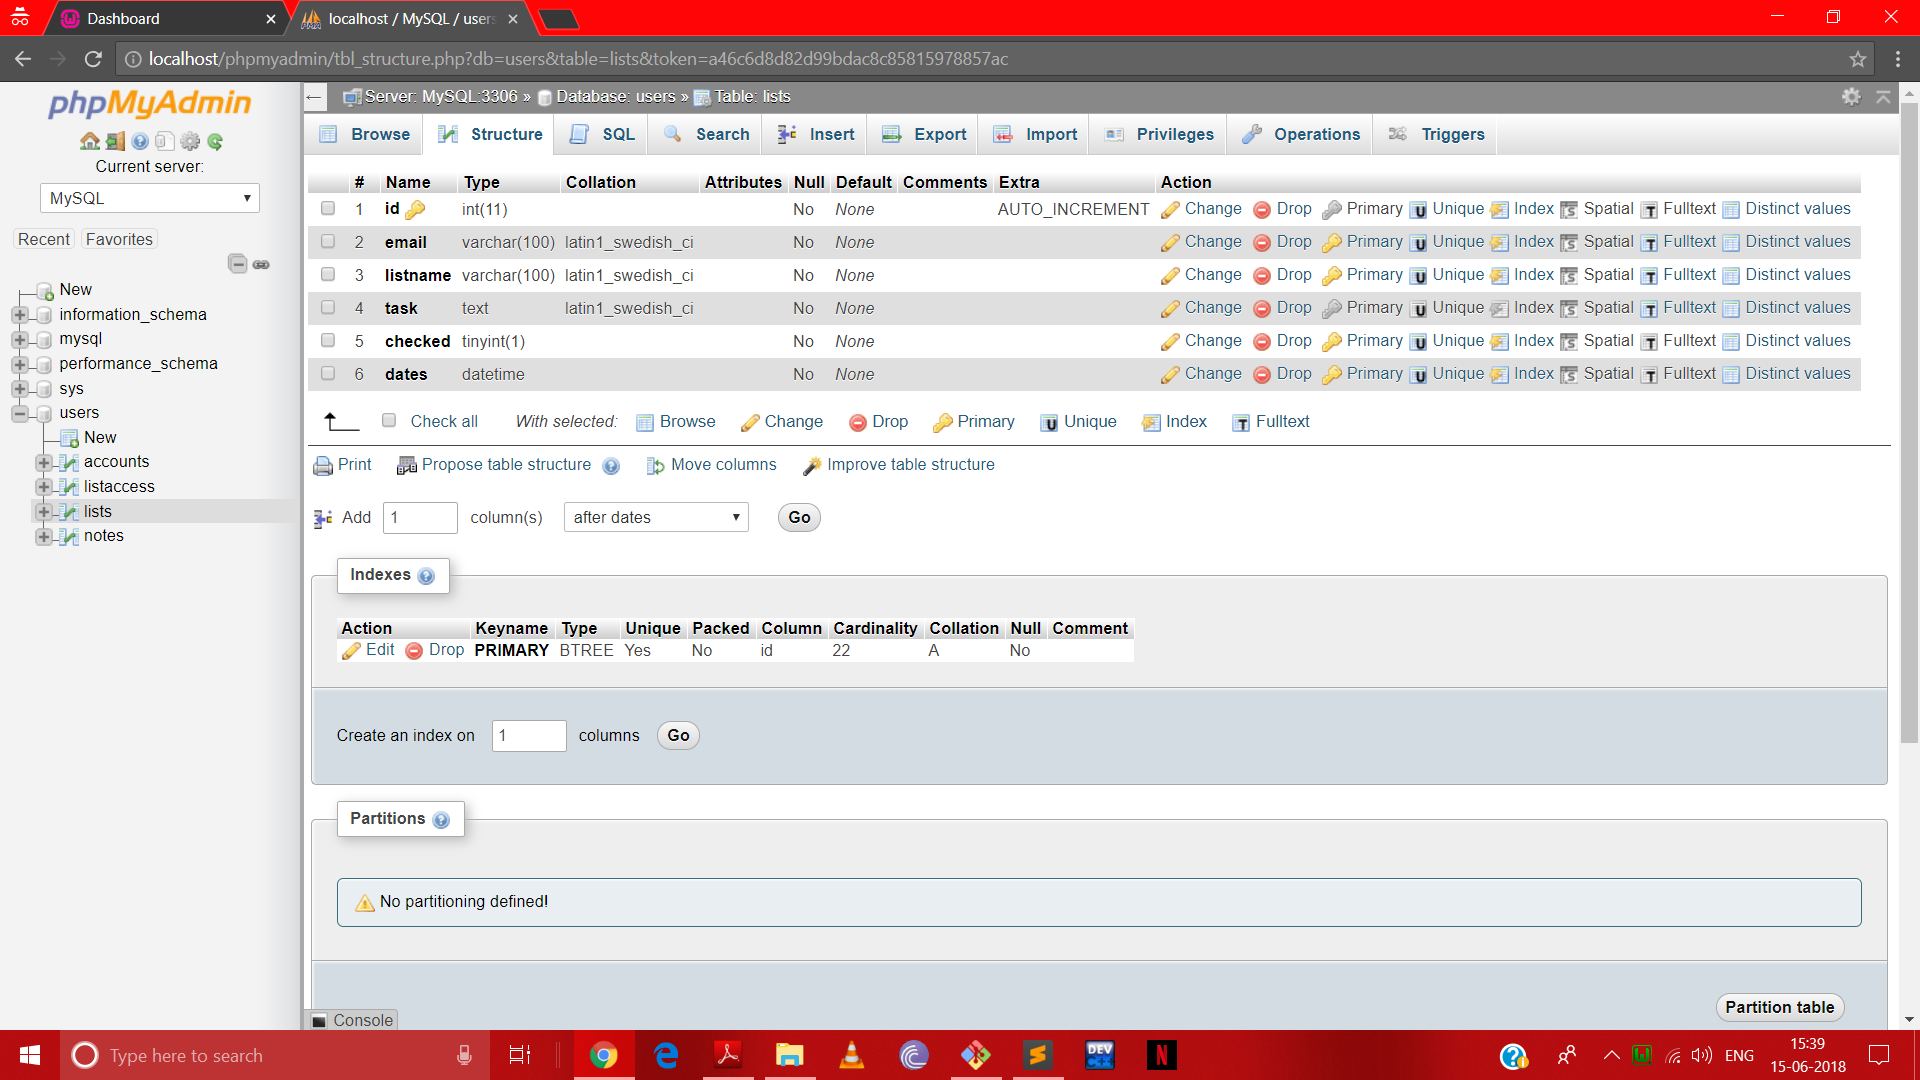 Dashboard
localhost / MySQL / users
localhost/phpmyadmin/tbl_structure.php?db=users&table=lists&token=a46c6d8d82d99bdac8c85815978857ac
phpMyAdmin
Current server:
MySQL
Recent Favorites
New
information_schema
mysql
performance_schema
sys
users
New
accounts
listaccess
lists
notes
Server: MySQL:3306 » Database: users » Table: lists
Browse Structure SQL Search Insert Export Import Privileges Operations Triggers
# Name Type Collation Attributes Null Default Comments Extra Action
1 id int(11) No None AUTO_INCREMENT Change Drop Primary Unique Index Spatial Fulltext Distinct values
2 email varchar(100) latin1_swedish_ci No None Change Drop Primary Unique Index Spatial Fulltext Distinct values
3 listname varchar(100) latin1_swedish_ci No None Change Drop Primary Unique Index Spatial Fulltext Distinct values
4 task text latin1_swedish_ci No None Change Drop Primary Unique Index Spatial Fulltext Distinct values
5 checked tinyint(1) No None Change Drop Primary Unique Index Spatial Fulltext Distinct values
6 dates datetime No None Change Drop Primary Unique Index Spatial Fulltext Distinct values
Check all With selected: Browse Change Drop Primary Unique Index Fulltext
Print Propose table structure Move columns Improve table structure
Add 1 column(s) after dates Go
Indexes
Action Keyname Type Unique Packed Column Cardinality Collation Null Comment
Edit Drop PRIMARY BTREE Yes No id 22 A No
Create an index on 1 columns Go
Partitions
No partitioning defined!
Partition table
Console
Type here to search
DEV
ENG
15:39
15-06-2018